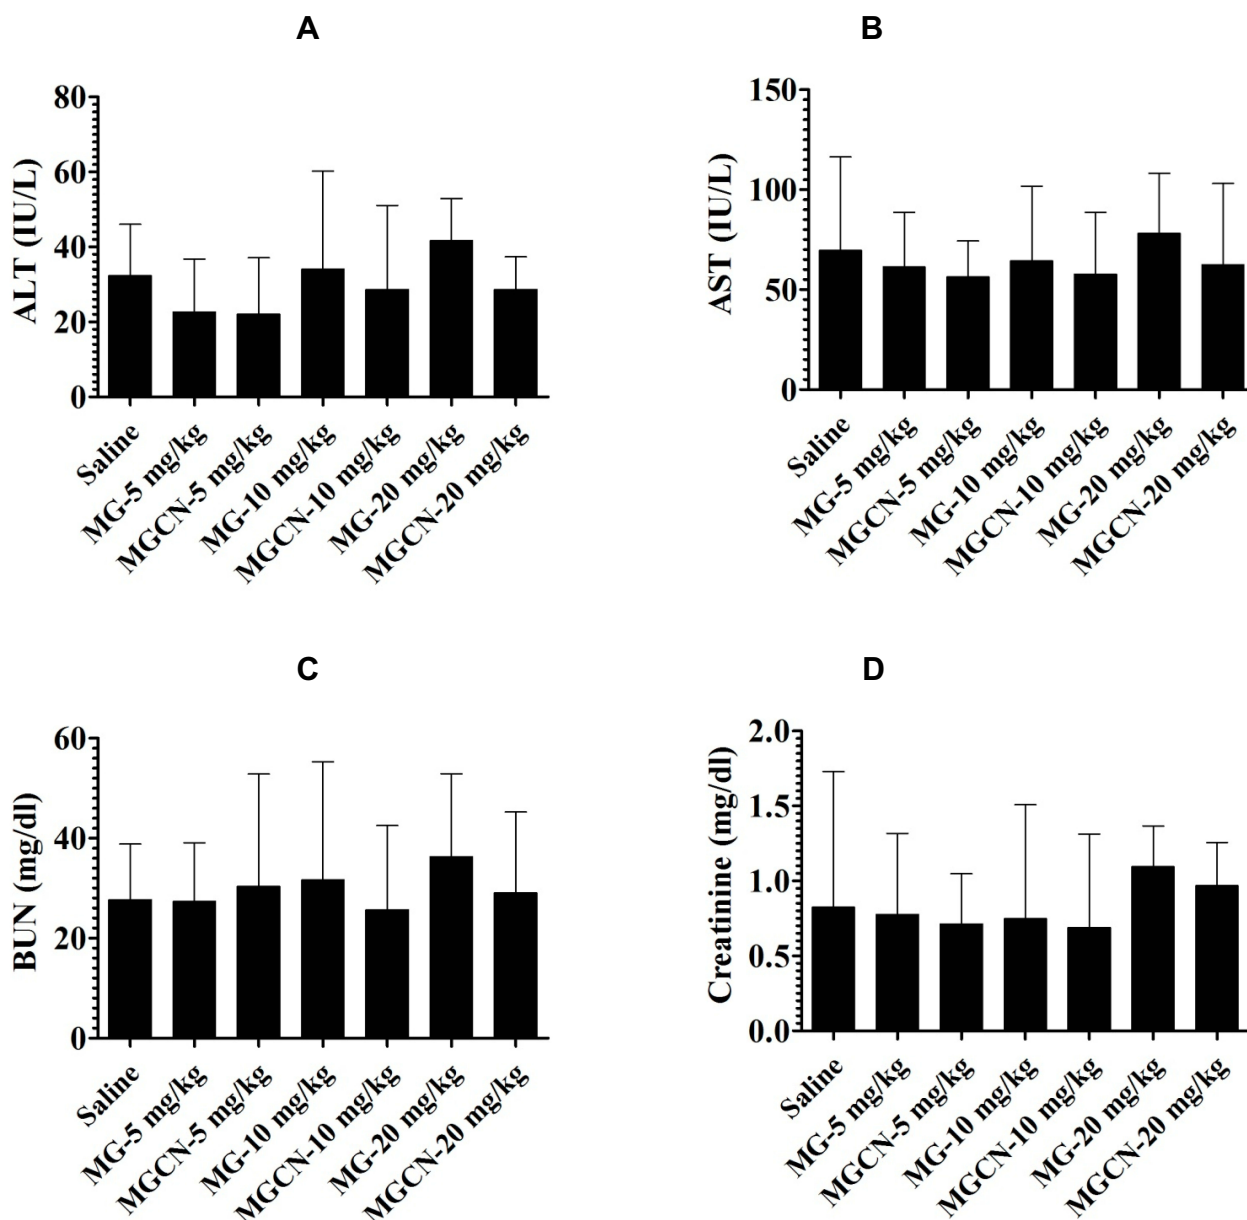 A
ALT (IU/L)
80
60
40
20
0
Saline
MG-5 mg/kg
MGCN-5 mg/kg
MG-10 mg/kg
MGCN-10 mg/kg
MG-20 mg/kg
MGCN-20 mg/kg
B
AST (IU/L)
150
100
50
0
Saline
MG-5 mg/kg
MGCN-5 mg/kg
MG-10 mg/kg
MGCN-10 mg/kg
MG-20 mg/kg
MGCN-20 mg/kg
C
BUN (mg/dl)
60
40
20
0
Saline
MG-5 mg/kg
MGCN-5 mg/kg
MG-10 mg/kg
MGCN-10 mg/kg
MG-20 mg/kg
MGCN-20 mg/kg
D
Creatinine (mg/dl)
2.0
1.5
1.0
0.5
0.0
Saline
MG-5 mg/kg
MGCN-5 mg/kg
MG-10 mg/kg
MGCN-10 mg/kg
MG-20 mg/kg
MGCN-20 mg/kg